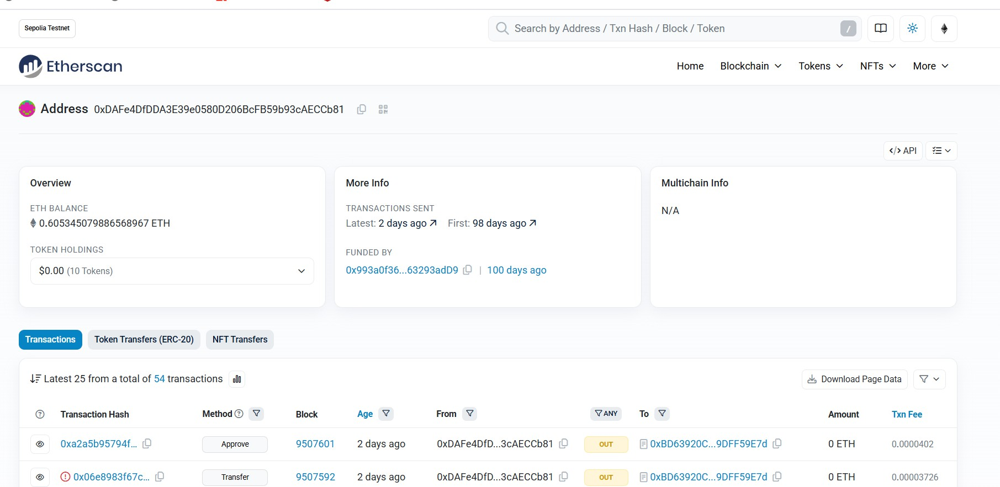 Sepolia Testnet
Search by Address / Txn Hash / Block / Token /
Etherscan
Home Blockchain Tokens NFTs More
Address 0xDAFe4DfDDA3E39e0580D206BcFB59b93cAECCb81
</> API
Overview
ETH BALANCE
0.605345079886568967 ETH
TOKEN HOLDINGS
$0.00 (10 Tokens)
More Info
TRANSACTIONS SENT
Latest: 2 days ago First: 98 days ago
FUNDED BY
0x993a0f36...63293adD9 | 100 days ago
Multichain Info
N/A
Transactions Token Transfers (ERC-20) NFT Transfers
Latest 25 from a total of 54 transactions Download Page Data
Transaction Hash Method Block Age From ANY To Amount Txn Fee
0xa2a5b95794f... Approve 9507601 2 days ago 0xDAFe4DfD...3cAECCb81 OUT 0xBD63920C...9DFF59E7d 0 ETH 0.0000402
0x06e8983f67c... Transfer 9507592 2 days ago 0xDAFe4DfD...3cAECCb81 OUT 0xBD63920C...9DFF59E7d 0 ETH 0.00003726